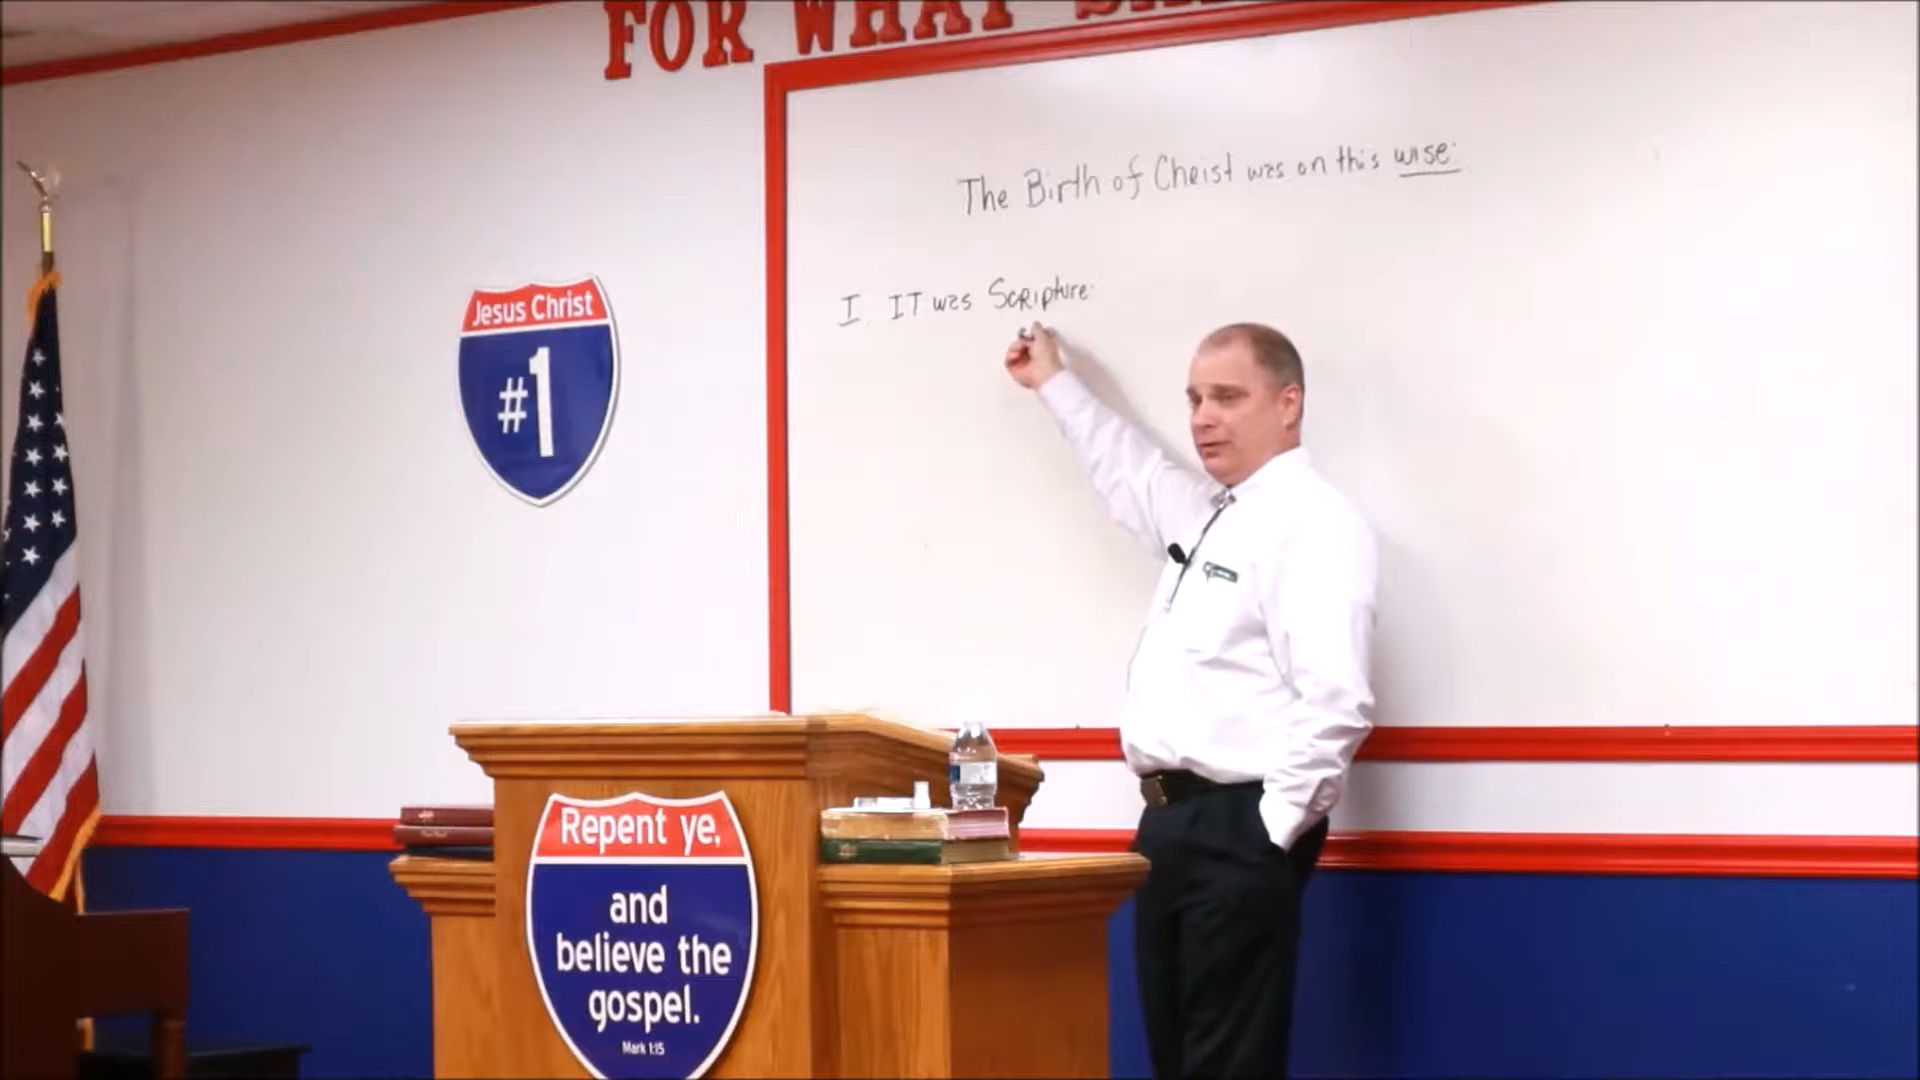 FOR WHAT
The Birth of Christ was on this wise:
I. IT was Scripture.
Jesus Christ
#1
Repent ye,
and
believe the
gospel.
Mark 1:15